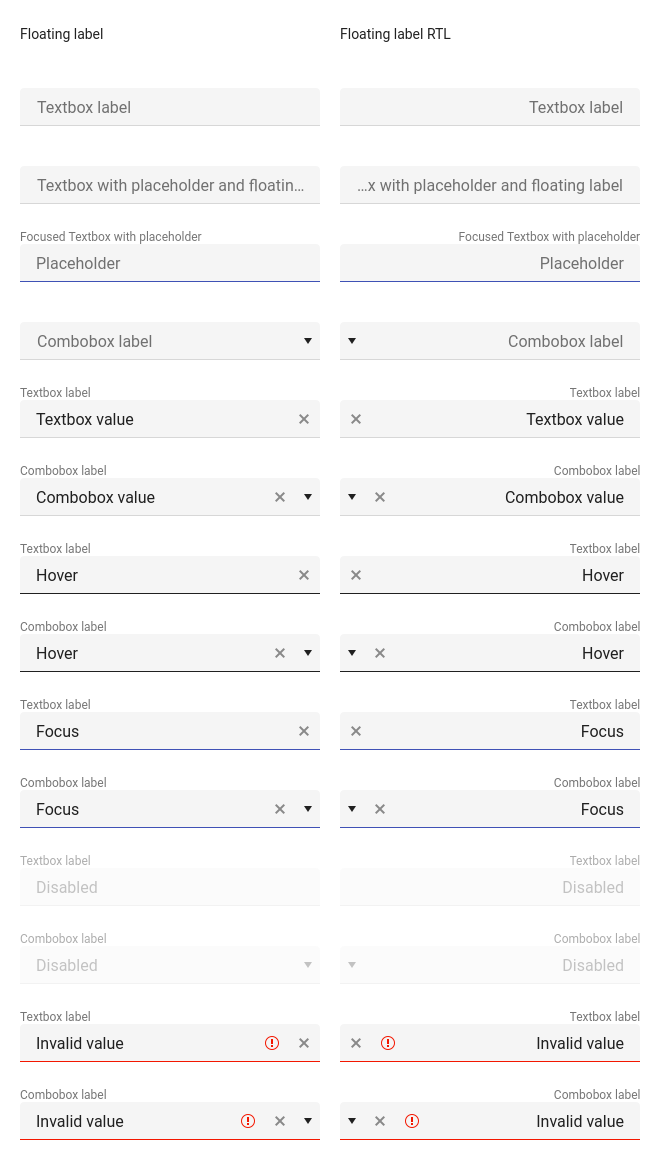 Floating label
Floating label RTL
Textbox label
Textbox label
Textbox with placeholder and floatin…
…x with placeholder and floating label
Focused Textbox with placeholder
Focused Textbox with placeholder
Placeholder
Placeholder
Combobox label
Combobox label
Textbox label
Textbox label
Textbox value
Textbox value
Combobox label
Combobox label
Combobox value
Combobox value
Textbox label
Textbox label
Hover
Hover
Combobox label
Combobox label
Hover
Hover
Textbox label
Textbox label
Focus
Focus
Combobox label
Combobox label
Focus
Focus
Textbox label
Textbox label
Disabled
Disabled
Combobox label
Combobox label
Disabled
Disabled
Textbox label
Textbox label
Invalid value
Invalid value
Combobox label
Combobox label
Invalid value
Invalid value